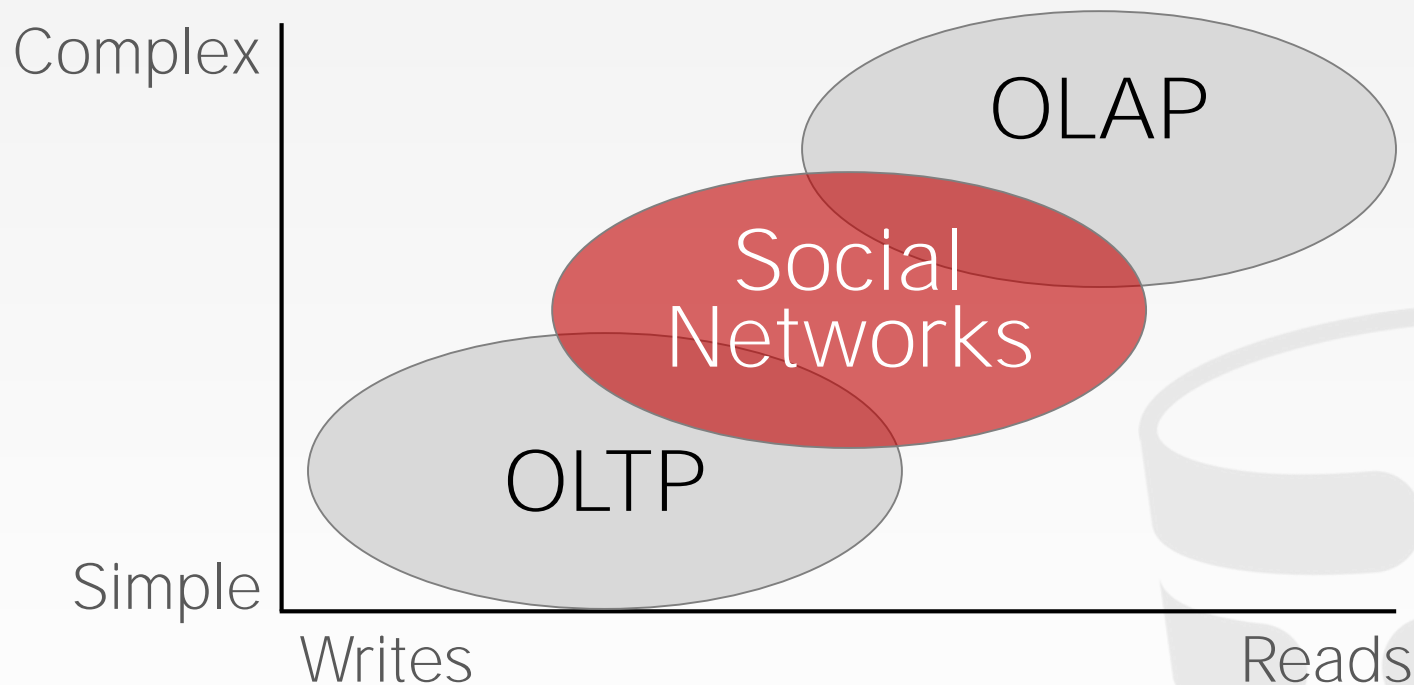 Complex
OLAP
Social
Networks
OLTP
Simple
Writes
Reads